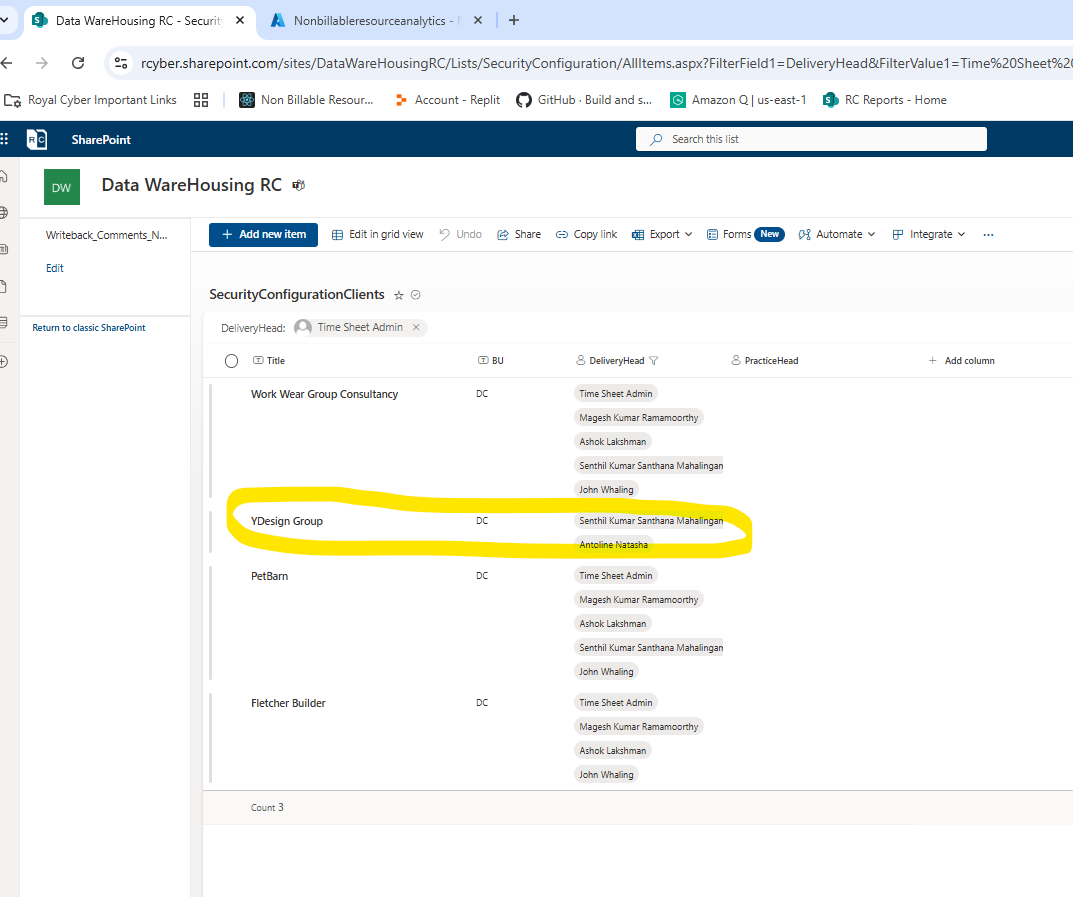 Data WareHousing RC - Securit
Nonbillableresourceanalytics -
rcyber.sharepoint.com/sites/DataWareHousingRC/Lists/SecurityConfiguration/AllItems.aspx?FilterField1=DeliveryHead&FilterValue1=Time%20Sheet%20
Royal Cyber Important Links
Non Billable Resour...
Account - Replit
GitHub · Build and s...
Amazon Q | us-east-1
RC Reports - Home
RC
SharePoint
Search this list
DW
Data WareHousing RC
Writeback_Comments_N...
Edit
Return to classic SharePoint
Add new item
Edit in grid view
Undo
Share
Copy link
Export
Forms
New
Automate
Integrate
...
SecurityConfigurationClients
DeliveryHead:
Time Sheet Admin
Title
BU
DeliveryHead
PracticeHead
Add column
Work Wear Group Consultancy
DC
Time Sheet Admin
Magesh Kumar Ramamoorthy
Ashok Lakshman
Senthil Kumar Santhana Mahalingan
John Whaling
YDesign Group
DC
Senthil Kumar Santhana Mahalingan
Antoline Natasha
PetBarn
DC
Time Sheet Admin
Magesh Kumar Ramamoorthy
Ashok Lakshman
Senthil Kumar Santhana Mahalingan
John Whaling
Fletcher Builder
DC
Time Sheet Admin
Magesh Kumar Ramamoorthy
Ashok Lakshman
John Whaling
Count 3